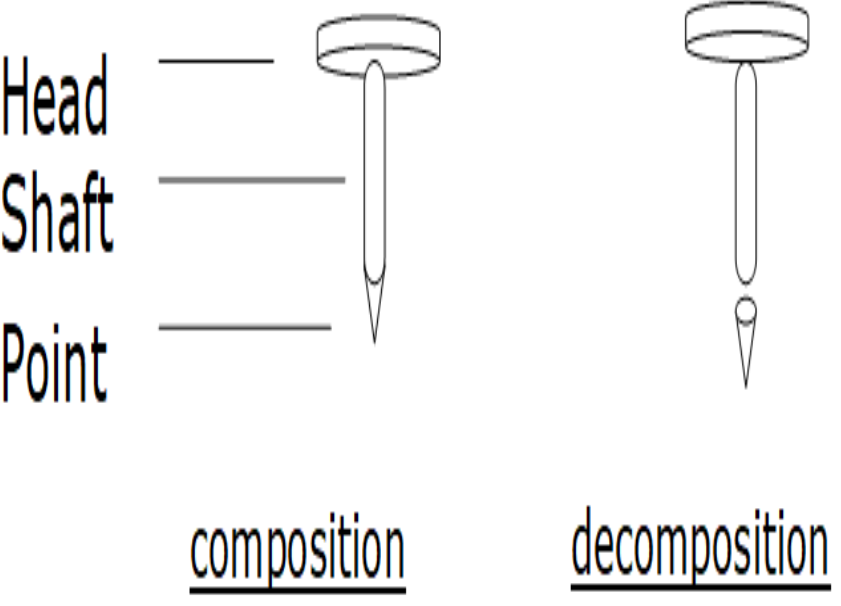 Head
Shaft
Point
composition
decomposition